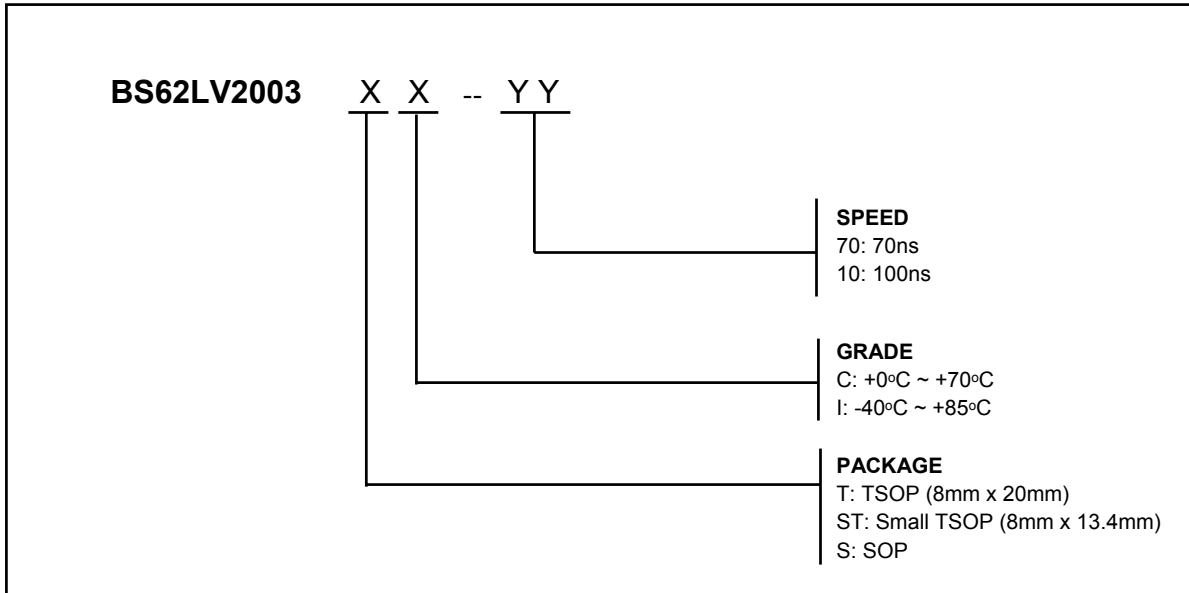 BS62LV2003 X X -- Y Y
SPEED
70: 70ns
10: 100ns
GRADE
C: +0oC ~ +70oC
I: -40oC ~ +85oC
PACKAGE
T: TSOP (8mm x 20mm)
ST: Small TSOP (8mm x 13.4mm)
S: SOP